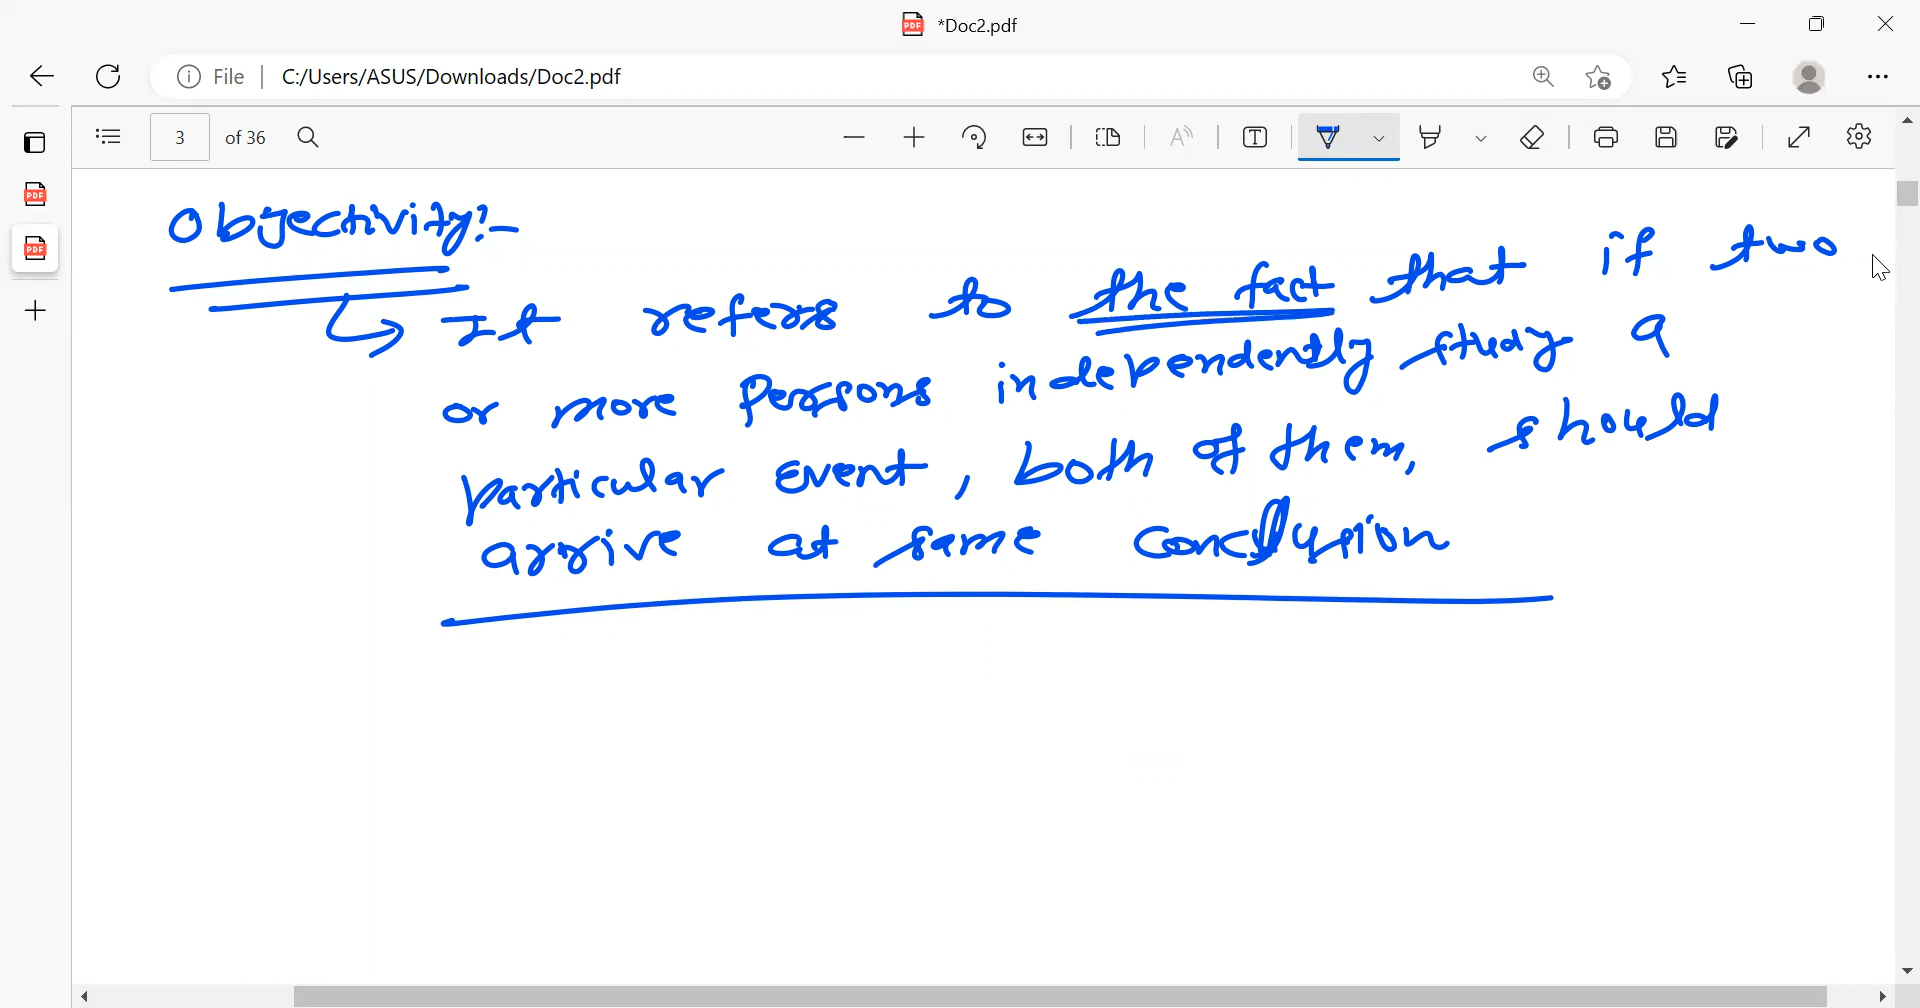 *Doc2.pdf
File | C:/Users/ASUS/Downloads/Doc2.pdf
3 of 36
Objectivity:-
It refers to the fact that if two
or more persons independently study a
particular event, both of them, should
arrive at same conclusion